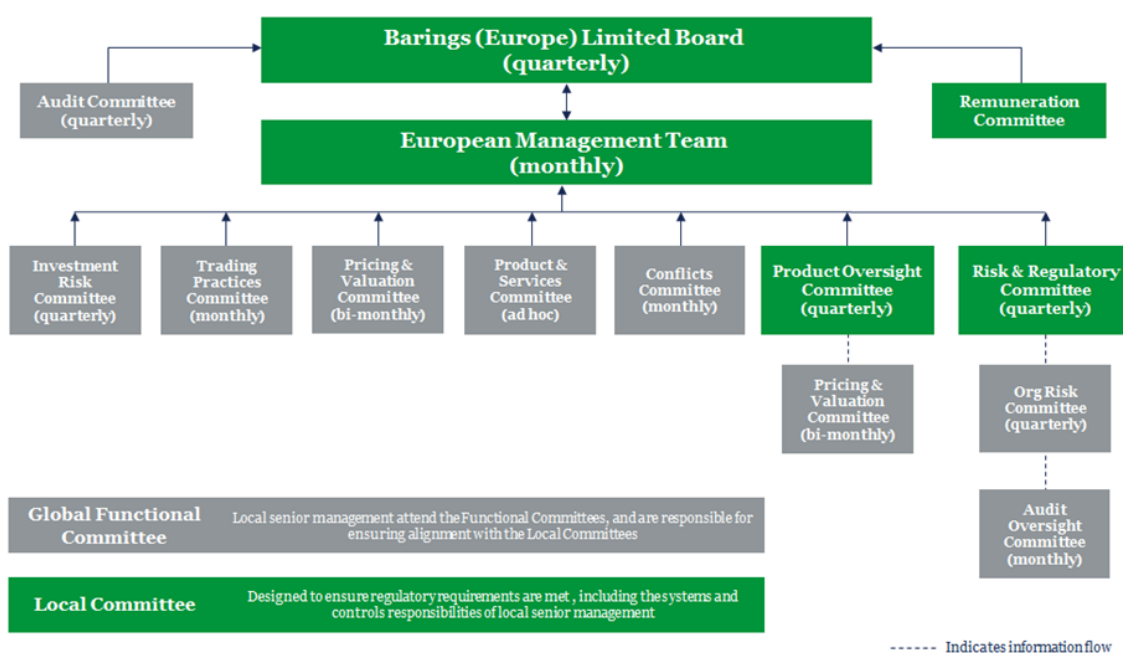 Barings (Europe) Limited Board
(quarterly)
Audit Committee
(quarterly)
Remuneration
Committee
European Management Team
(monthly)
Investment
Risk
Committee
(quarterly)
Trading
Practices
Committee
(monthly)
Pricing &
Valuation
Committee
(bi-monthly)
Product &
Services
Committee
(ad hoc)
Conflicts
Committee
(monthly)
Product Oversight
Committee
(quarterly)
Risk & Regulatory
Committee
(quarterly)
Pricing &
Valuation
Committee
(bi-monthly)
Org Risk
Committee
(quarterly)
Audit
Oversight
Committee
(monthly)
Global Functional
Committee
Local senior management attend the Functional Committees, and are responsible for
ensuring alignment with the Local Committees
Local Committee
Designed to ensure regulatory requirements are met , including the systems and
controls responsibilities of local senior management
Indicates information flow